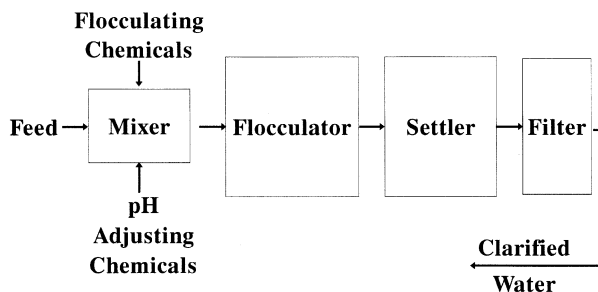 Flocculating
Chemicals
Feed
Mixer
Flocculator
Settler
Filter
pH
Adjusting
Chemicals
Clarified
Water